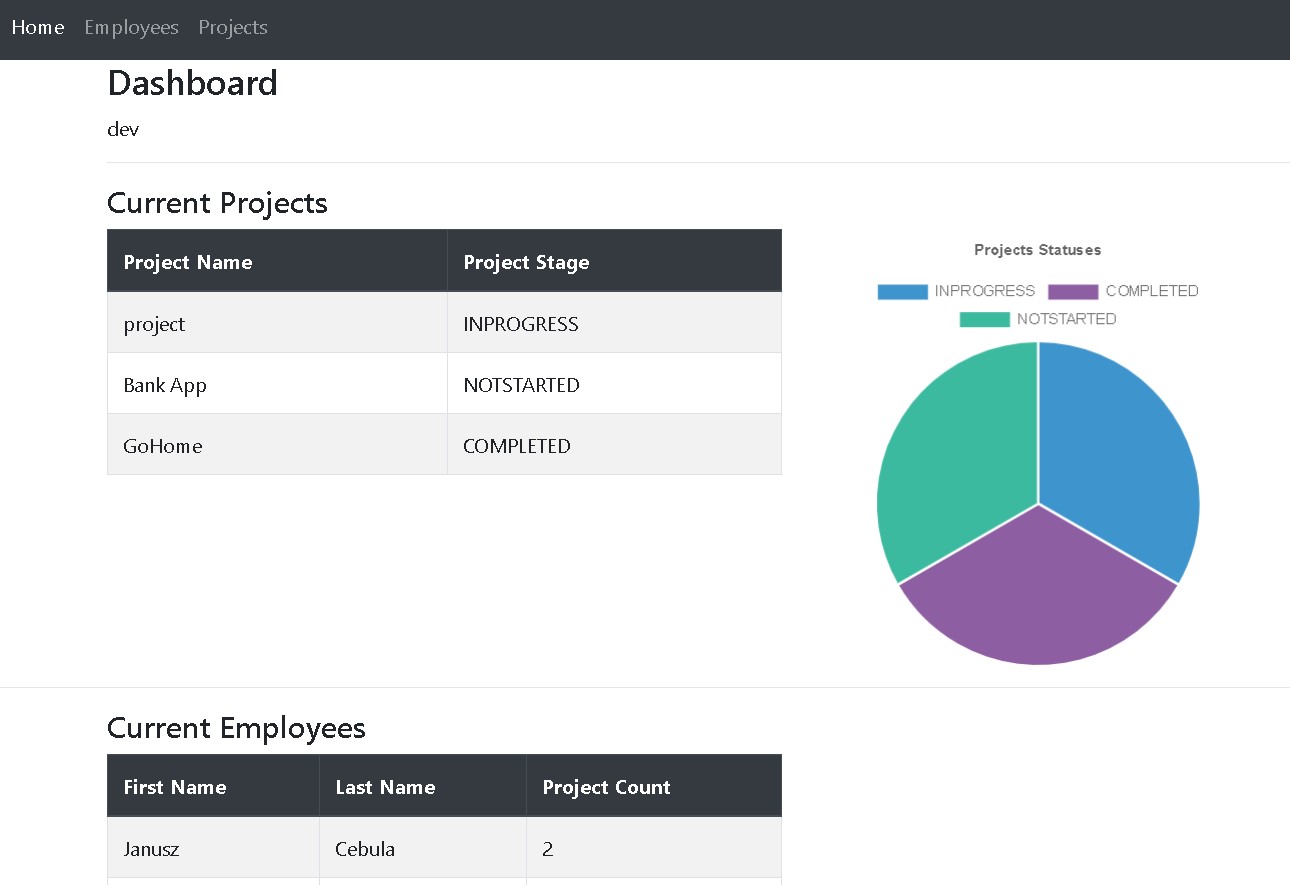 Home Employees Projects
Dashboard
dev
Current Projects
Project Name Project Stage
project INPROGRESS
Bank App NOTSTARTED
GoHome COMPLETED
Projects Statuses
INPROGRESS COMPLETED
NOTSTARTED
Current Employees
First Name Last Name Project Count
Janusz Cebula 2